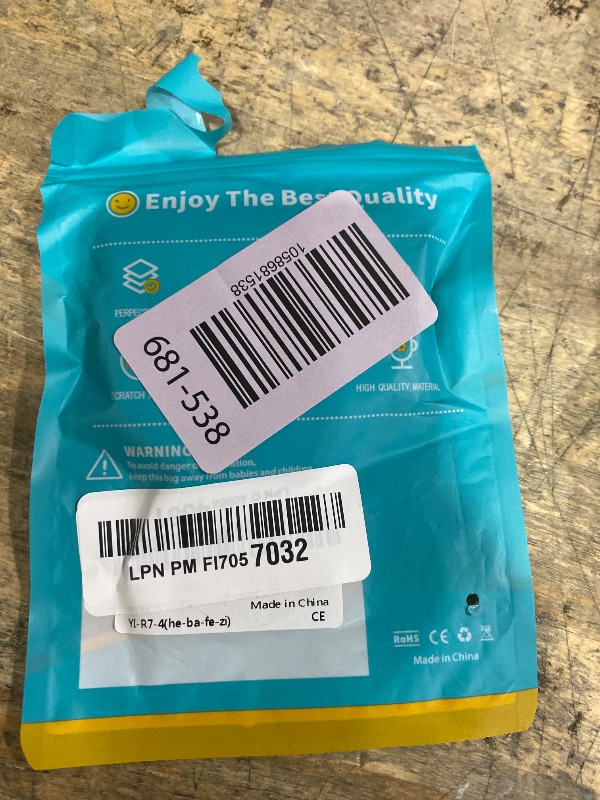 Enjoy The Best Quality
1058681538
681-538
SCRATCH
HIGH QUALITY MATERIAL
WARNING
To avoid danger of
keep this bag away from babies and children
LPN PM FI705 7032
Made in China
YI-R7-4(he-ba-fe-zi)
CE
RoHS CE
Made in China